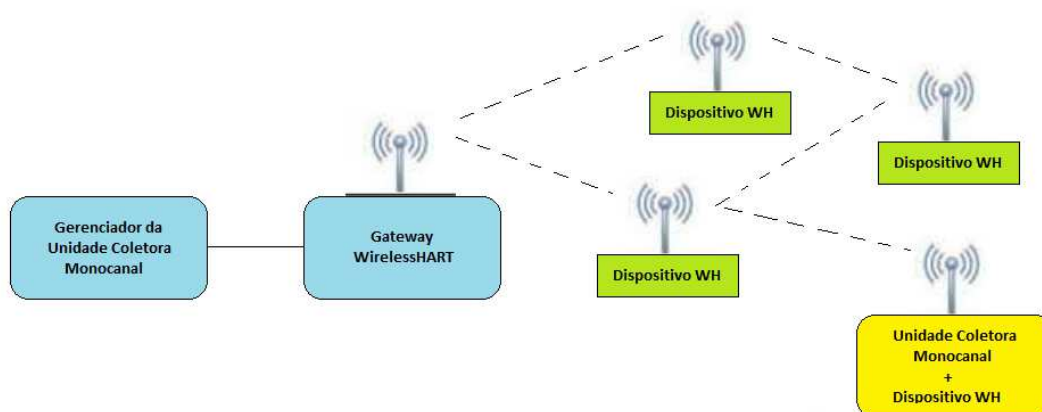 Dispositivo WH
Dispositivo WH
Gerenciador da
Unidade Coletora
Monocanal
Gateway
WirelessHART
Dispositivo WH
Unidade Coletora
Monocanal
+
Dispositivo WH